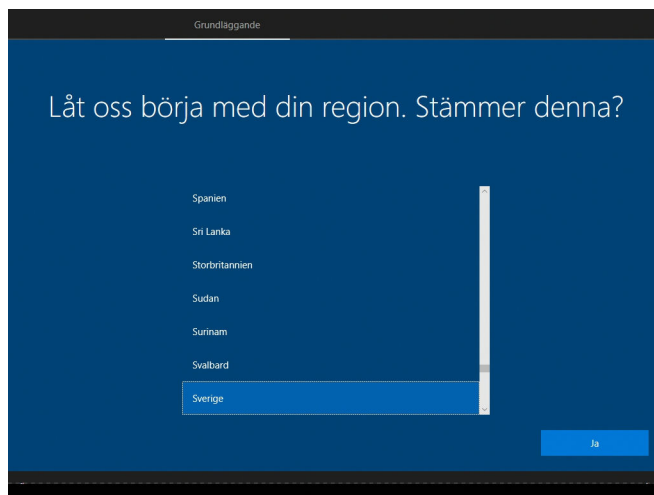 Grundläggande
Låt oss börja med din region. Stämmer denna?
Spanien
Sri Lanka
Storbritannien
Sudan
Surinam
Svalbard
Sverige
Ja